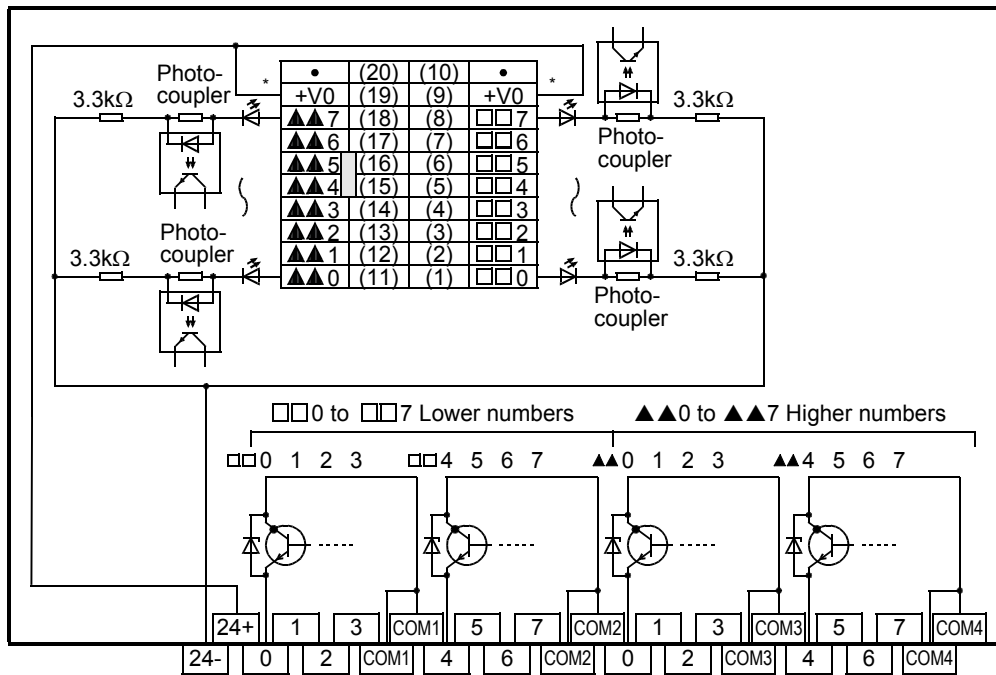 • (20) (10) •
* +V0 (19) (9) +V0 *
▲▲7 (18) (8) □□7
▲▲6 (17) (7) □□6
▲▲5 (16) (6) □□5
▲▲4 (15) (5) □□4
▲▲3 (14) (4) □□3
▲▲2 (13) (3) □□2
▲▲1 (12) (2) □□1
▲▲0 (11) (1) □□0
3.3kΩ
Photo-
coupler
3.3kΩ
Photo-
coupler
3.3kΩ
Photo-
coupler
3.3kΩ
Photo-
coupler
□□0 to □□7 Lower numbers ▲▲0 to ▲▲7 Higher numbers
□□0 1 2 3 □□4 5 6 7 ▲▲0 1 2 3 ▲▲4 5 6 7
24+ 1 3 COM1 5 7 COM2 1 3 COM3 5 7 COM4
24- 0 2 COM1 4 6 COM2 0 2 COM3 4 6 COM4